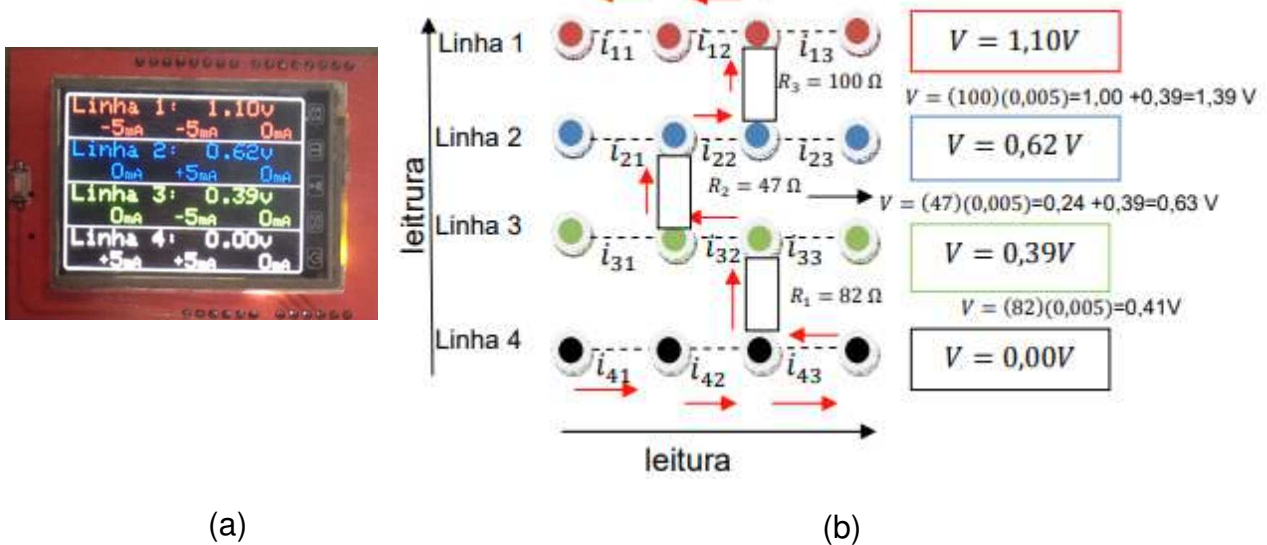 Linha 1: 1.10v
-5mA -5mA 0mA
Linha 2: 0.62v
0mA +5mA 0mA
Linha 3: 0.39v
0mA -5mA 0mA
Linha 4: 0.00v
+5mA +5mA 0mA
(a)
leitrura
Linha 1
i₁₁ i₁₂ i₁₃
V = 1,10V
R₃ = 100 Ω
V = (100)(0,005)=1,00 +0,39=1,39 V
Linha 2
i₂₁ i₂₂ i₂₃
V = 0,62 V
R₂ = 47 Ω
V = (47)(0,005)=0,24 +0,39=0,63 V
Linha 3
i₃₁ i₃₂ i₃₃
V = 0,39V
R₁ = 82 Ω
V = (82)(0,005)=0,41V
Linha 4
i₄₁ i₄₂ i₄₃
V = 0,00V
leitura
(b)